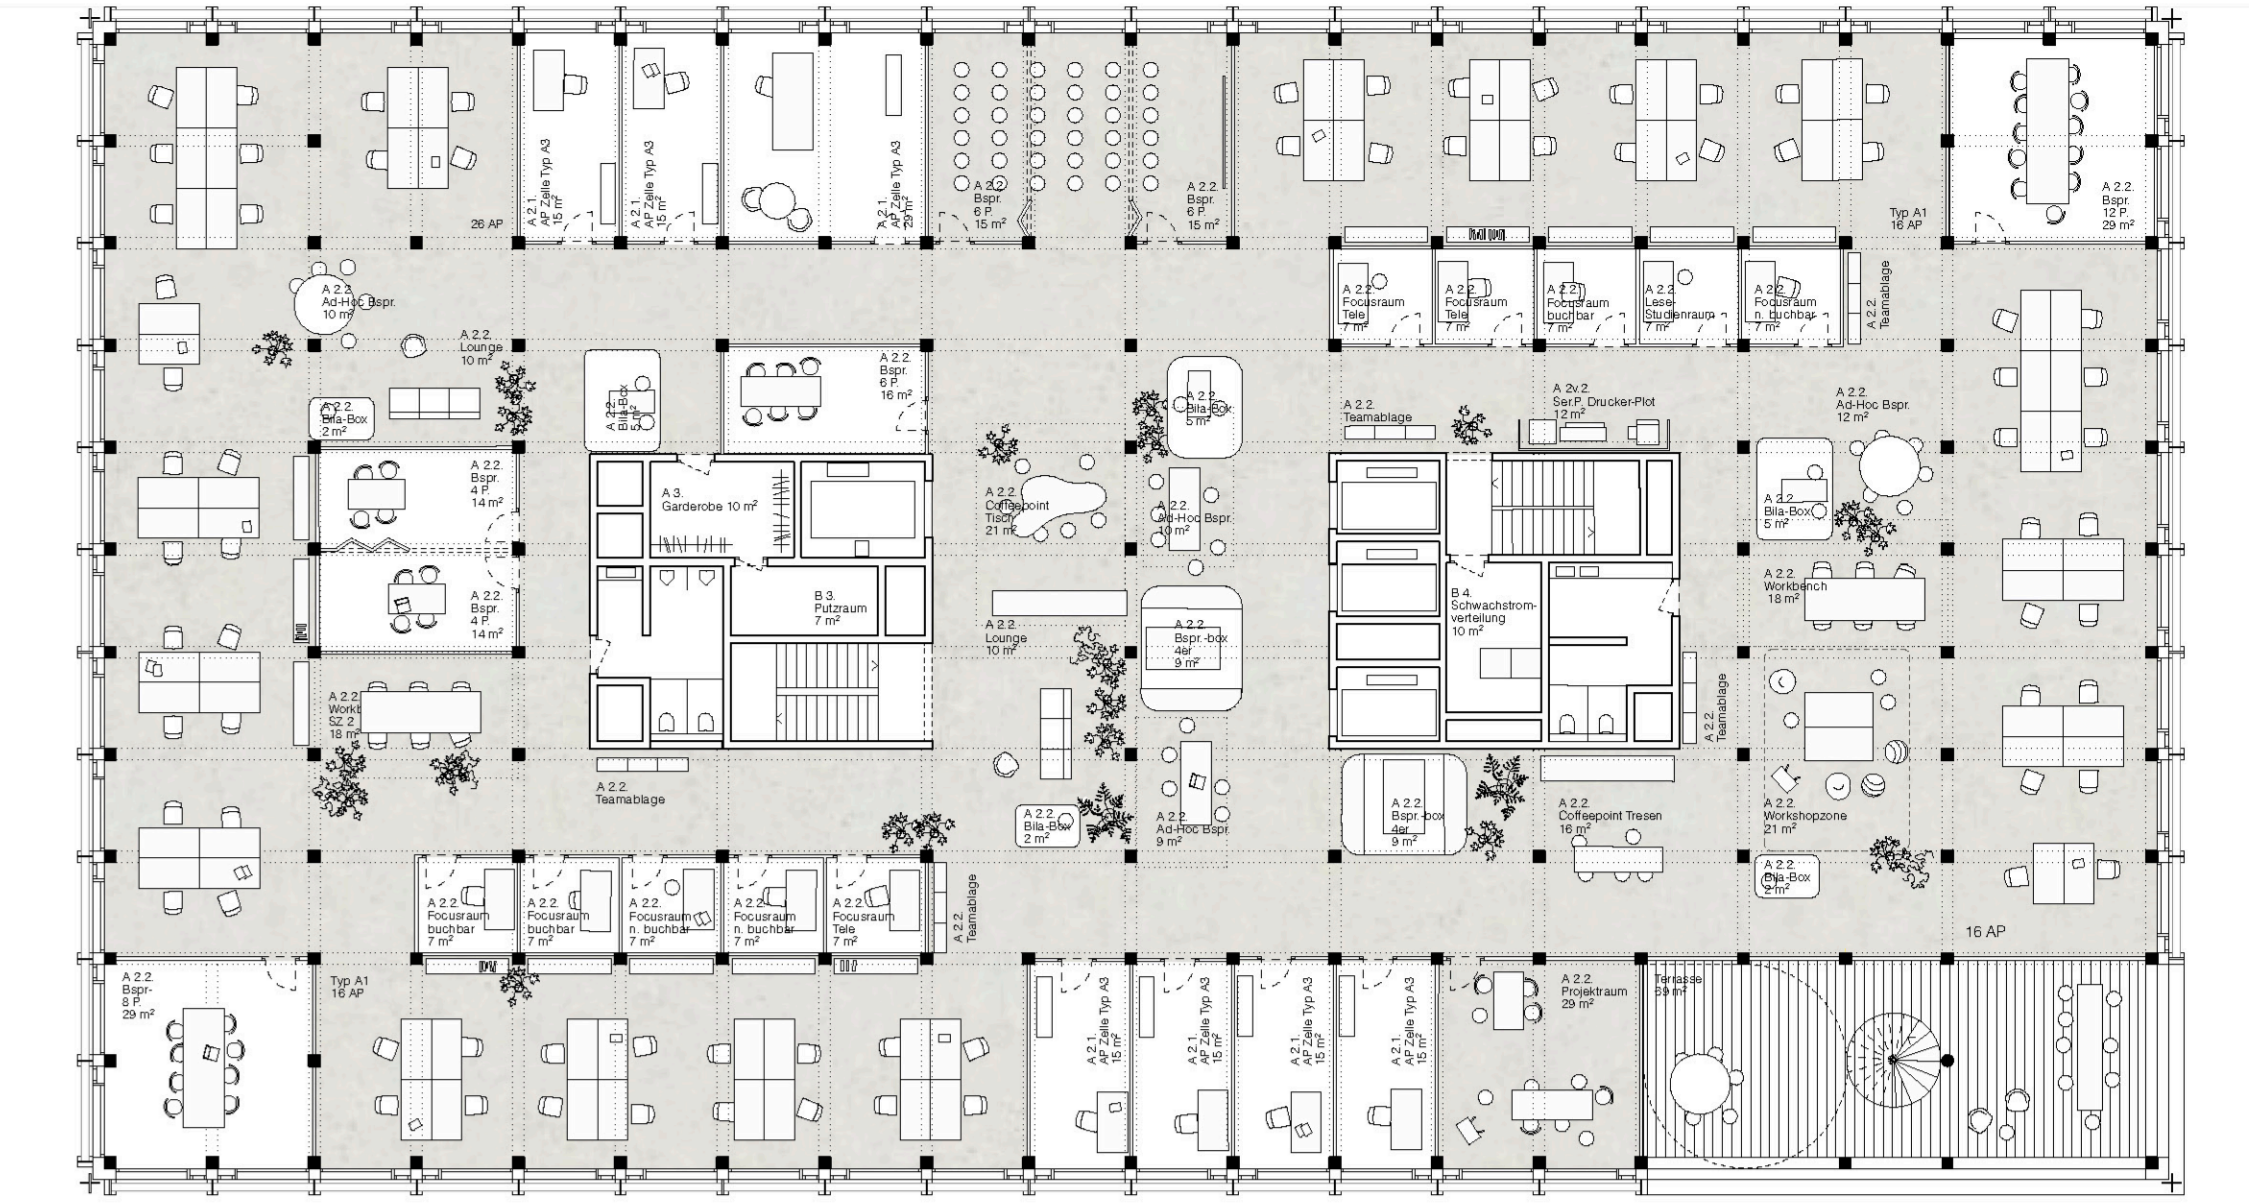 26 AP
A 2.1.
AP Zelle Typ A3
15 m²
A 2.1.
AP Zelle Typ A3
15 m²
A 2.1.
AP Zelle Typ A3
29 m²
A 2.2.
Bspr.
6 P.
15 m²
A 2.2.
Bspr.
6 P.
15 m²
Typ A1
16 AP
A 2.2.
Bspr.
12 P.
29 m²
A 2.2.
Ad-Hoc Bspr.
10 m²
A 2.2.
Lounge
10 m²
A 2.2.
Bila-Box
2 m²
A 2.2.
Bila-Box
5 m²
A 2.2.
Bspr.
6 P.
16 m²
A 2.2.
Bila-Box
5 m²
A 2.2.
Focusraum
Tele
7 m²
A 2.2.
Focusraum
Tele
7 m²
A 2.2.
Focusraum
buchbar
7 m²
A 2.2.
Lese-
Studienraum
7 m²
A 2.2.
Focusraum
n. buchbar
7 m²
A 2.2.
Teamablage
A 2.2.
Teamablage
A 2v.2.
Ser.P. Drucker-Plot
12 m²
A 2.2.
Ad-Hoc Bspr.
12 m²
A 2.2.
Bspr.
4 P.
14 m²
A 2.2.
Bspr.
4 P.
14 m²
A 3.
Garderobe 10 m²
B 3.
Putzraum
7 m²
A 2.2.
Coffeepoint
Tisch
21 m²
A 2.2.
Ad-Hoc Bspr.
10 m²
A 2.2.
Lounge
10 m²
A 2.2.
Bspr.-box
4er
9 m²
B 4.
Schwachstrom-
verteilung
10 m²
A 2.2.
Bila-Box
5 m²
A 2.2.
Workbench
18 m²
A 2.2.
Workb
SZ 2
18 m²
A 2.2.
Teamablage
A 2.2.
Teamablage
A 2.2.
Bila-Box
2 m²
A 2.2.
Ad-Hoc Bspr.
9 m²
A 2.2.
Bspr.-box
4er
9 m²
A 2.2.
Coffeepoint Tresen
16 m²
A 2.2.
Workshopzone
21 m²
A 2.2.
Bila-Box
2 m²
16 AP
A 2.2.
Focusraum
buchbar
7 m²
A 2.2.
Focusraum
buchbar
7 m²
A 2.2.
Focusraum
n. buchbar
7 m²
A 2.2.
Focusraum
n. buchbar
7 m²
A 2.2.
Focusraum
Tele
7 m²
A 2.2.
Teamablage
A 2.2.
Bspr-
8 P.
29 m²
Typ A1
16 AP
A 2.1.
AP Zelle Typ A3
15 m²
A 2.1.
AP Zelle Typ A3
15 m²
A 2.1.
AP Zelle Typ A3
15 m²
A 2.1.
AP Zelle Typ A3
15 m²
A 2.2.
Projektraum
29 m²
Terrasse
69 m²